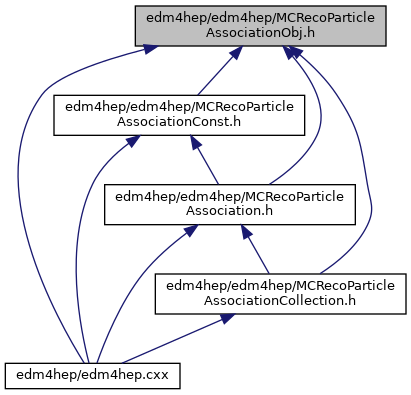 edm4hep/edm4hep/MCRecoParticle
AssociationObj.h
edm4hep/edm4hep/MCRecoParticle
AssociationConst.h
edm4hep/edm4hep/MCRecoParticle
Association.h
edm4hep/edm4hep/MCRecoParticle
AssociationCollection.h
edm4hep/edm4hep.cxx